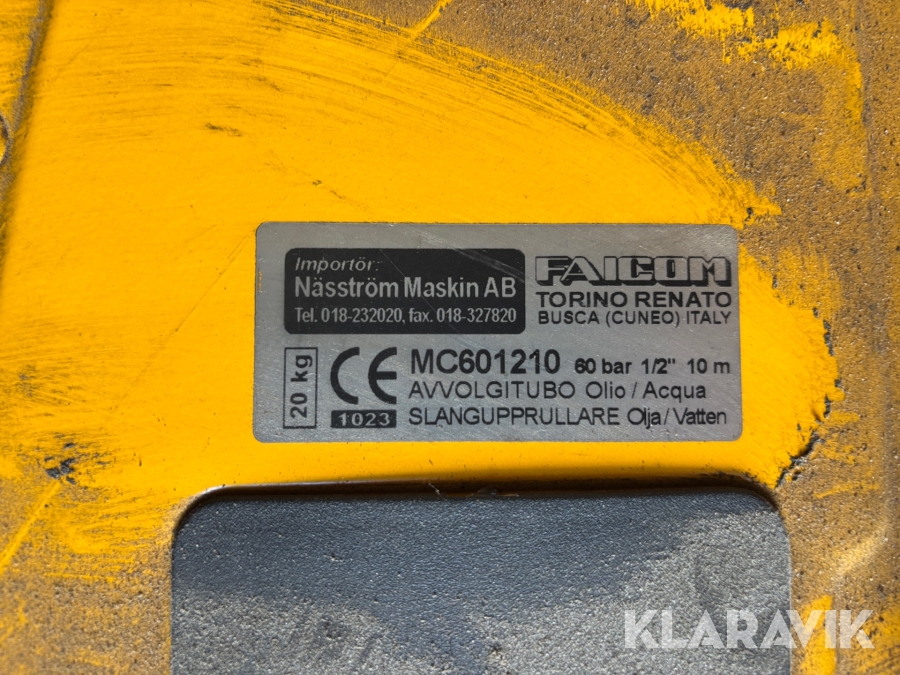 Importör:
Näsström Maskin AB
Tel. 018-232020, fax. 018-327820
FAICOM
TORINO RENATO
BUSCA (CUNEO) ITALY
20 kg
CE
1023
MC601210 60 bar 1/2" 10 m
AVVOLGITUBO Olio / Acqua
SLANGUPPRULLARE Olja / Vatten
KLARAVIK